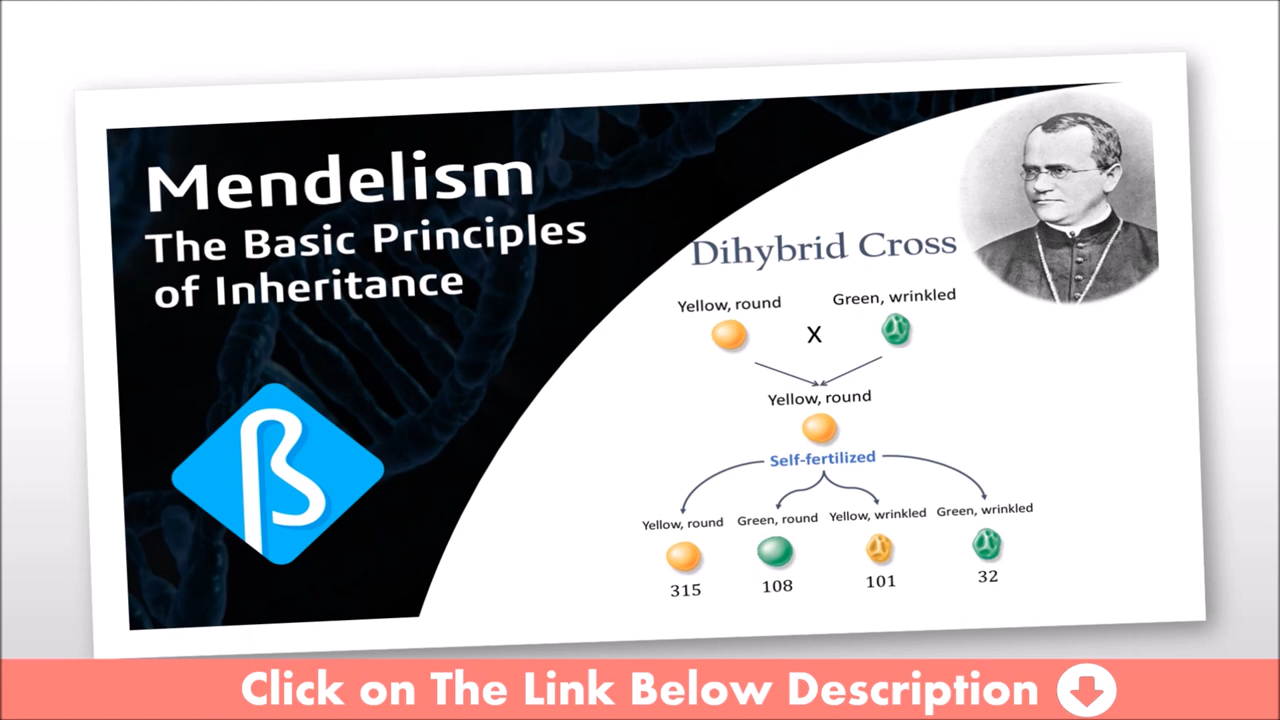 Mendelism
The Basic Principles
of Inheritance
ß
Dihybrid Cross
Yellow, round
Green, wrinkled
X
Yellow, round
Self-fertilized
Yellow, round
Green, round
Yellow, wrinkled
Green, wrinkled
315
108
101
32
Click on The Link Below Description